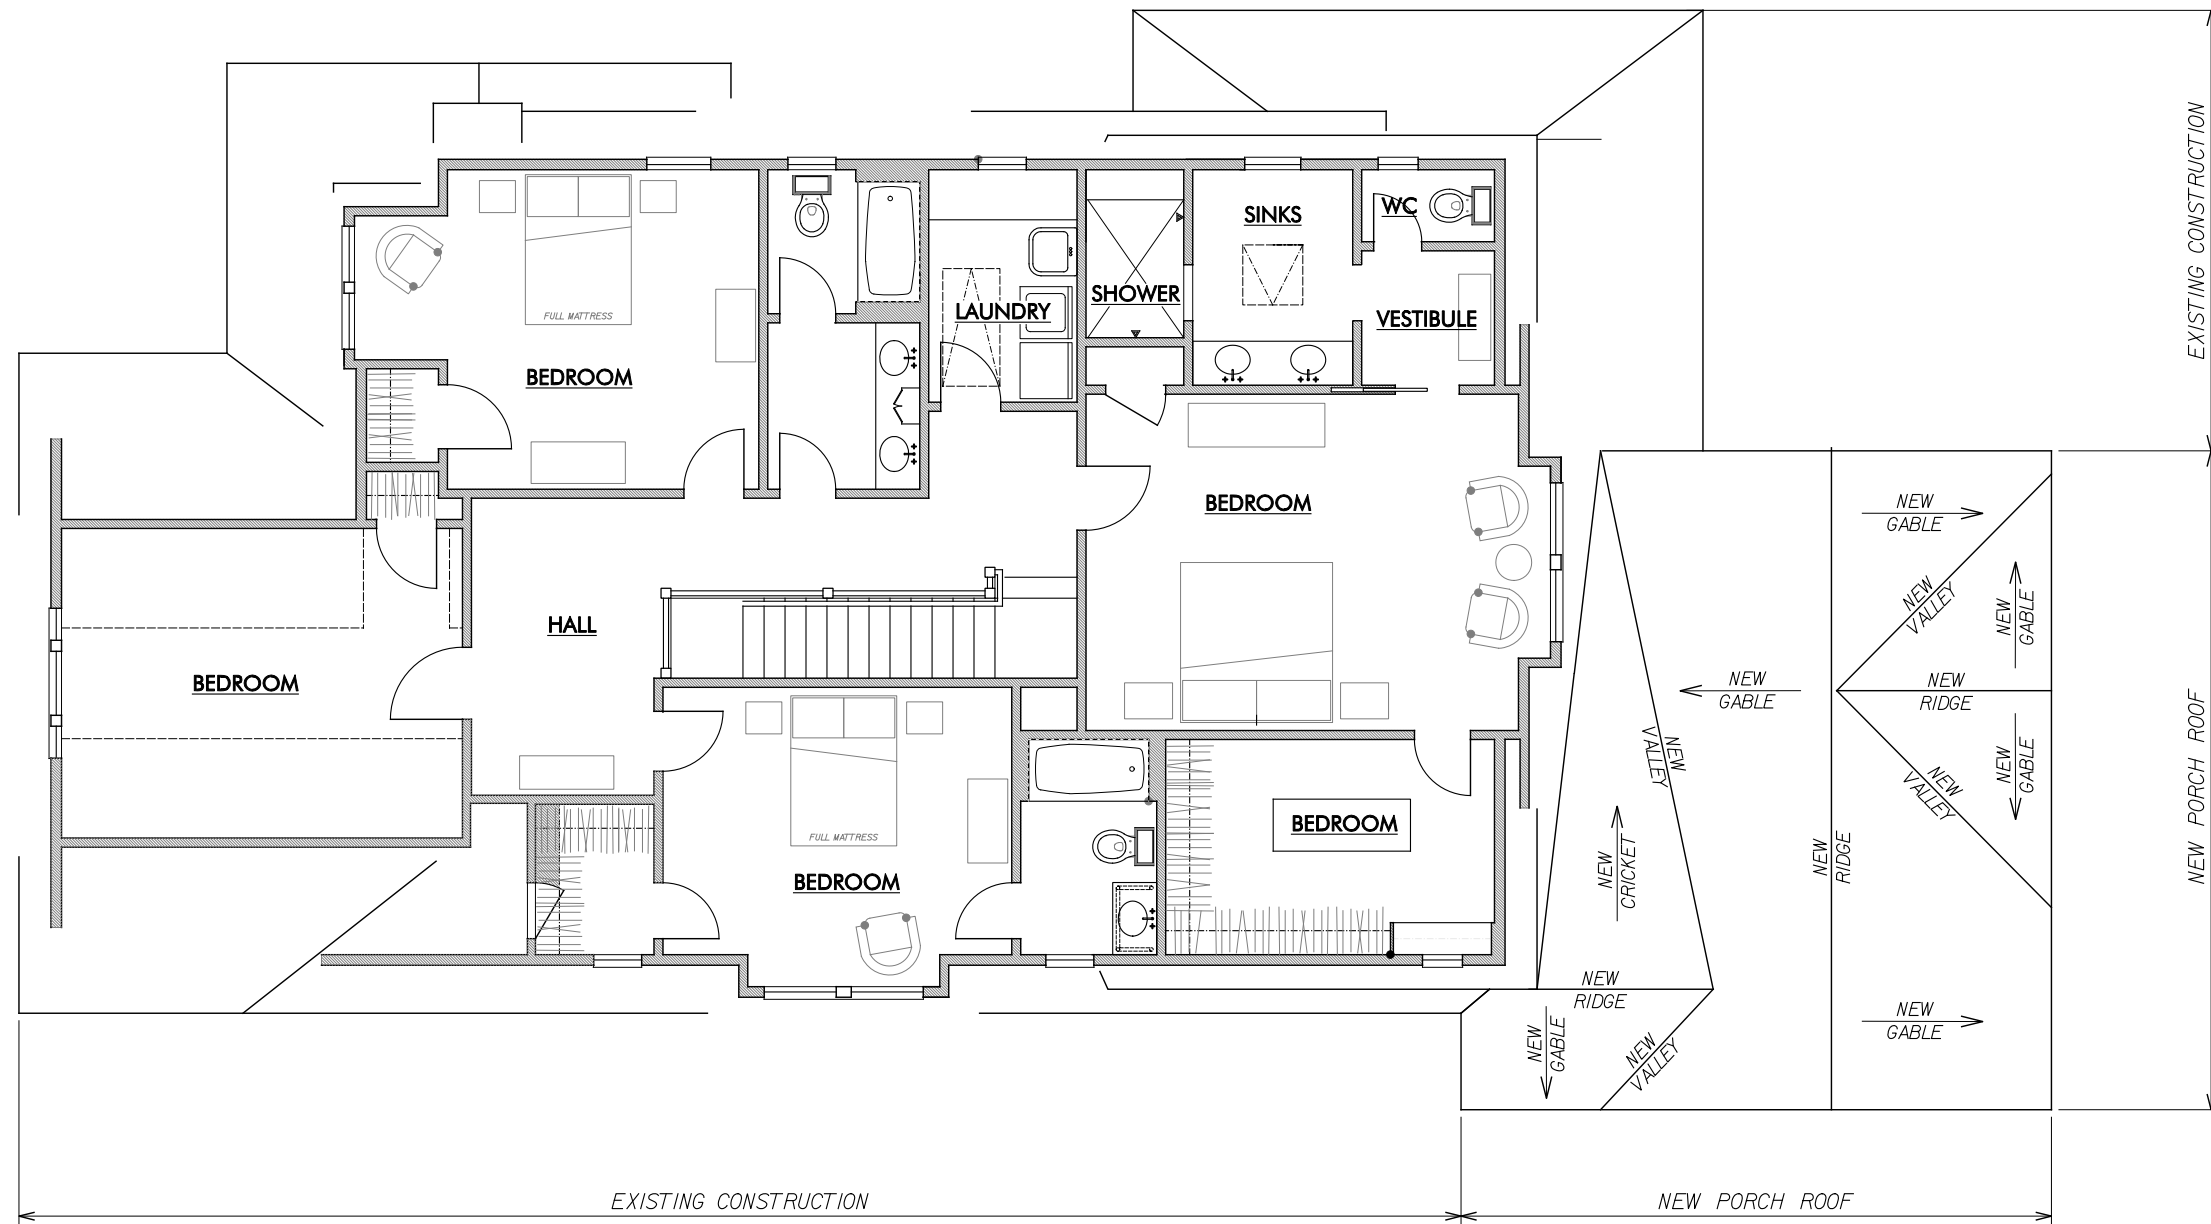 EXISTING CONSTRUCTION
WC
SINKS
SHOWER
LAUNDRY
VESTIBULE
FULL MATTRESS
BEDROOM
BEDROOM
NEW
GABLE
NEW
VALLEY
NEW
GABLE
HALL
BEDROOM
NEW
GABLE
NEW
RIDGE
NEW
VALLEY
NEW
GABLE
NEW
VALLEY
NEW PORCH ROOF
FULL MATTRESS
BEDROOM
BEDROOM
NEW
CRICKET
NEW
RIDGE
NEW
RIDGE
NEW
GABLE
NEW
GABLE
NEW
VALLEY
EXISTING CONSTRUCTION
NEW PORCH ROOF